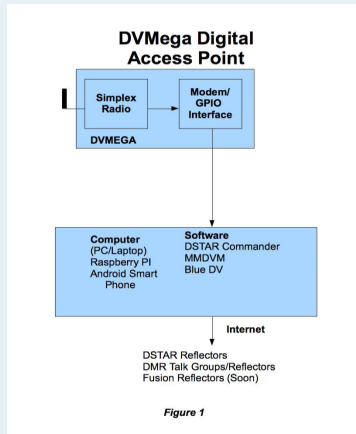 DVMega Digital
Access Point
Simplex
Radio
Modem/
GPIO
Interface
DVMEGA
Computer
(PC/Laptop)
Raspberry PI
Android Smart
Phone
Software
DSTAR Commander
MMDVM
Blue DV
Internet
DSTAR Reflectors
DMR Talk Groups/Reflectors
Fusion Reflectors (Soon)
Figure 1